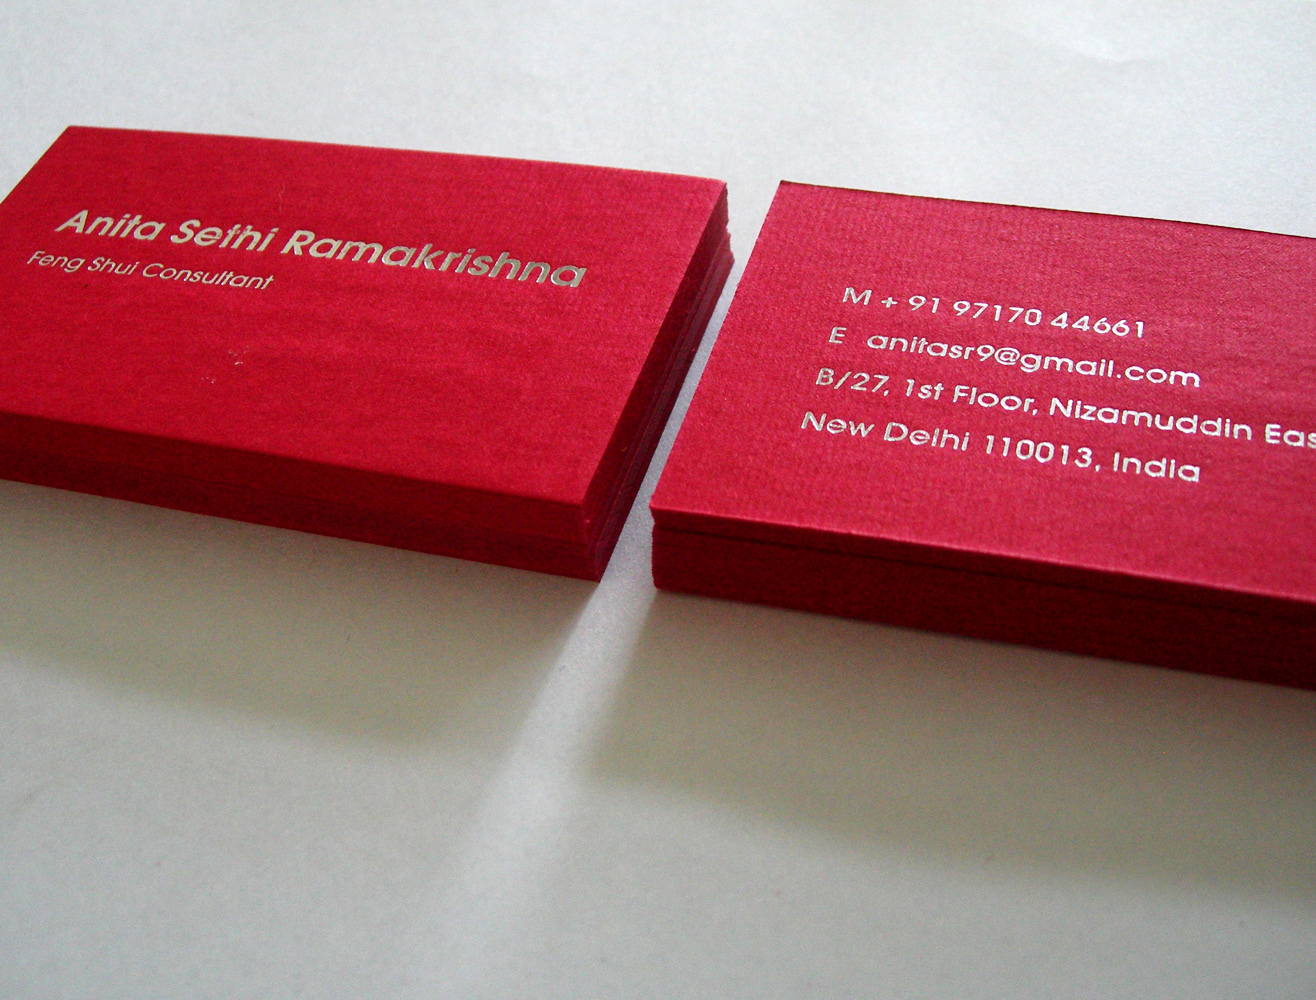 Anita Sethi Ramakrishna
Feng Shui Consultant
M + 91 97170 44661
E anitasr9@gmail.com
B/27, 1st Floor, Nizamuddin Eas
New Delhi 110013, India